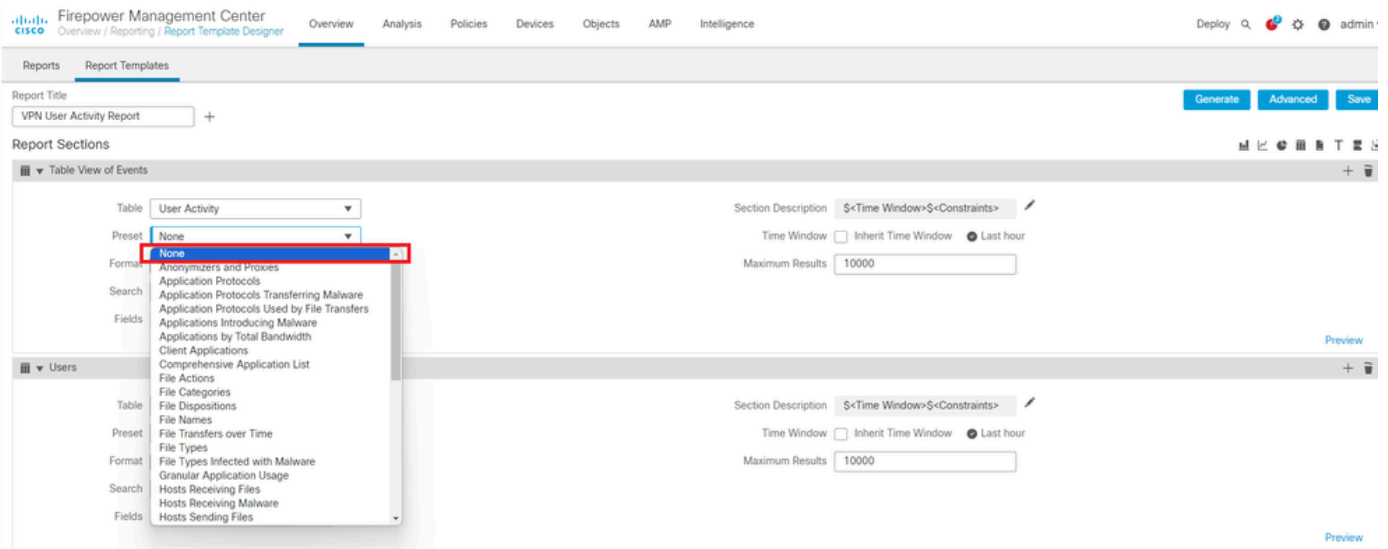 Firepower Management Center
CISCO Overview / Reporting / Report Template Designer
Overview Analysis Policies Devices Objects AMP Intelligence
Deploy 2 admin
Reports Report Templates
Report Title
VPN User Activity Report +
Generate Advanced Save
Report Sections
T
Table View of Events +
Table User Activity
Section Description $<Time Window>$<Constraints>
Preset None
Time Window Inherit Time Window Last hour
Format
Maximum Results 10000
Search
Fields
None
Anonymizers and Proxies
Application Protocols
Application Protocols Transferring Malware
Application Protocols Used by File Transfers
Applications Introducing Malware
Applications by Total Bandwidth
Client Applications
Comprehensive Application List
File Actions
File Categories
File Dispositions
File Names
File Transfers over Time
File Types
File Types Infected with Malware
Granular Application Usage
Hosts Receiving Files
Hosts Receiving Malware
Hosts Sending Files
Preview
Users +
Table
Section Description $<Time Window>$<Constraints>
Preset
Time Window Inherit Time Window Last hour
Format
Maximum Results 10000
Search
Fields
Preview